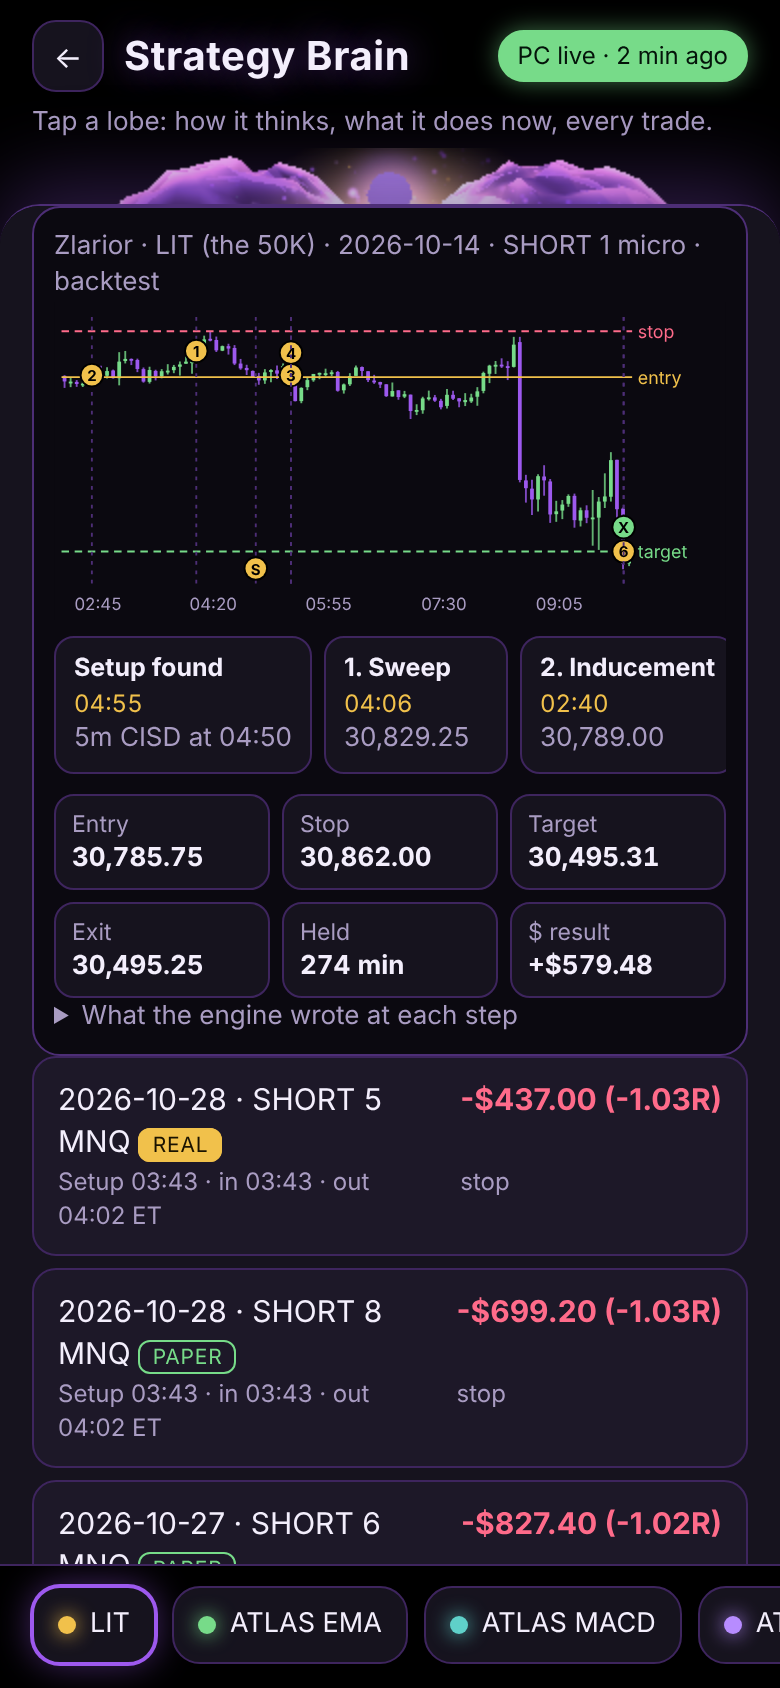 ←
Strategy Brain
PC live · 2 min ago
Tap a lobe: how it thinks, what it does now, every trade.
Zlarior · LIT (the 50K) · 2026-10-14 · SHORT 1 micro ·
backtest
stop
1
4
2
3
entry
X
6
target
S
02:45 04:20 05:55 07:30 09:05
Setup found
04:55
5m CISD at 04:50
1. Sweep
04:06
30,829.25
2. Inducement
02:40
30,789.00
Entry
30,785.75
Stop
30,862.00
Target
30,495.31
Exit
30,495.25
Held
274 min
$ result
+$579.48
▶ What the engine wrote at each step
2026-10-28 · SHORT 5
MNQ REAL
-$437.00 (-1.03R)
Setup 03:43 · in 03:43 · out
04:02 ET
stop
2026-10-28 · SHORT 8
MNQ PAPER
-$699.20 (-1.03R)
Setup 03:43 · in 03:43 · out
04:02 ET
stop
2026-10-27 · SHORT 6
MNQ PAPER
-$827.40 (-1.02R)
LIT
ATLAS EMA
ATLAS MACD